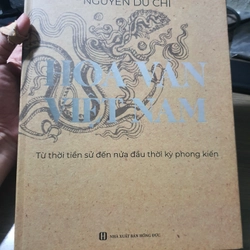 NGUYỄN DU CHI
HOA VĂN
VIỆT NAM
Từ thời tiền sử đến nửa đầu thời kỳ phong kiến
NHÀ XUẤT BẢN HỒNG ĐỨC